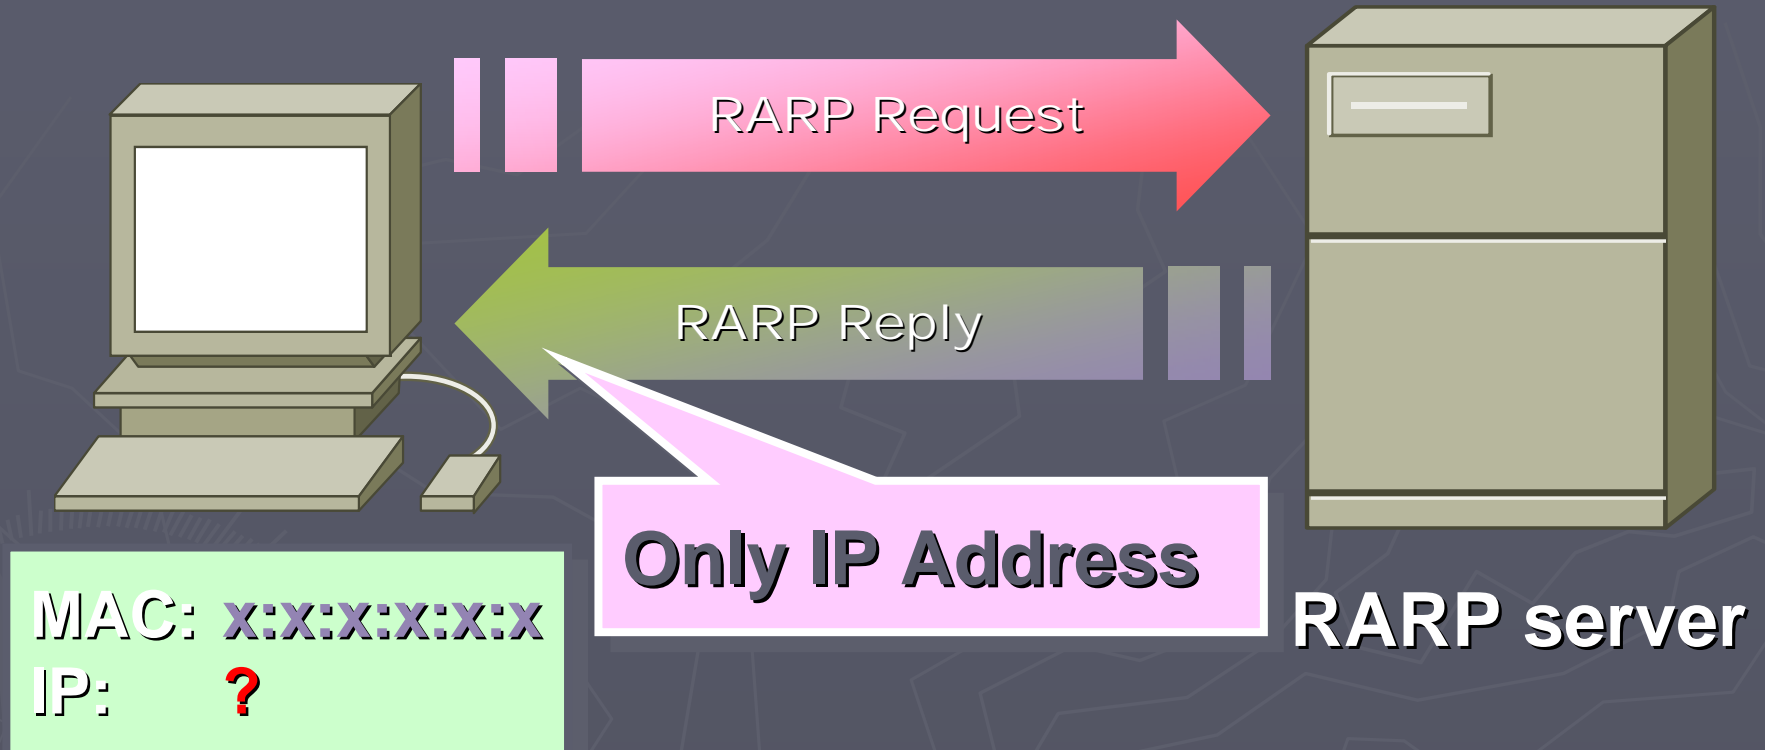 RARP Request
RARP Reply
Only IP Address
MAC: x:x:x:x:x:x
IP: ?
RARP server